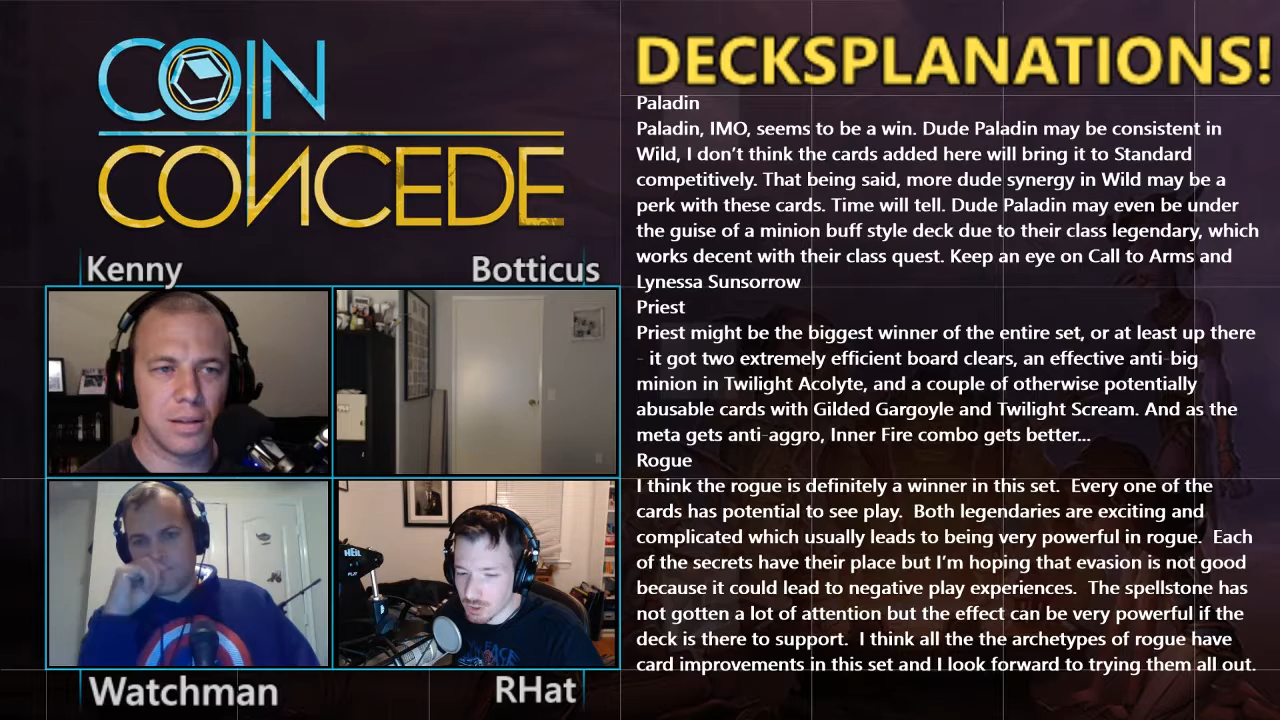 COIN
CONCEDE
Kenny
Botticus
Watchman
RHat
DECKSPLANATIONS!
Paladin
Paladin, IMO, seems to be a win. Dude Paladin may be consistent in
Wild, I don't think the cards added here will bring it to Standard
competitively. That being said, more dude synergy in Wild may be a
perk with these cards. Time will tell. Dude Paladin may even be under
the guise of a minion buff style deck due to their class legendary, which
works decent with their class quest. Keep an eye on Call to Arms and
Lynessa Sunsorrow
Priest
Priest might be the biggest winner of the entire set, or at least up there
- it got two extremely efficient board clears, an effective anti-big
minion in Twilight Acolyte, and a couple of otherwise potentially
abusable cards with Gilded Gargoyle and Twilight Scream. And as the
meta gets anti-aggro, Inner Fire combo gets better...
Rogue
I think the rogue is definitely a winner in this set.  Every one of the
cards has potential to see play.  Both legendaries are exciting and
complicated which usually leads to being very powerful in rogue.  Each
of the secrets have their place but I'm hoping that evasion is not good
because it could lead to negative play experiences.  The spellstone has
not gotten a lot of attention but the effect can be very powerful if the
deck is there to support.  I think all the the archetypes of rogue have
card improvements in this set and I look forward to trying them all out.